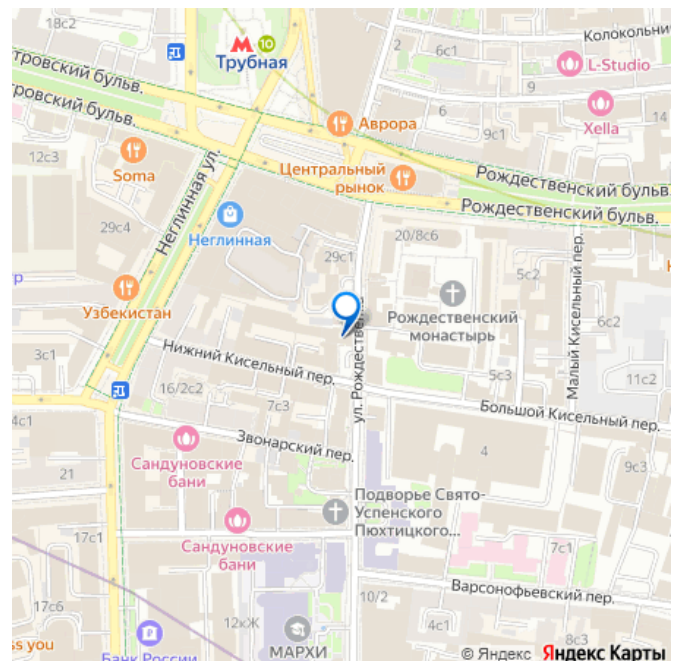 18с2
2
6с1
Колокольни
М 10
Трубная
L-Studio
тровский бульв.
тровский бульв.
Аврора
6
9
14
9с1
Xella
12с3
Soma
Неглинная ул.
Центральный
рынок
Рождественский бульв.
Рождественский бульв.
29с4
Неглинная
29с1
20/8с6
5с2
Малый Кисельный пер.
р
Узбекистан
Рождественский
монастырь
6с2
3с1
Нижний Кисельный пер.
ул. Рождественс
5с3
11с2
16/2с2
7с3
Большой Кисельный пер.
4с1
Звонарский пер.
4
21
Сандуновские
бани
9с3
Подворье Свято-
Успенского
Пюхтицкого...
17с1
Сандуновские
бани
7с1
Варсонофьевский пер.
17с6
12кЖ
10/2
4с1
8с3
ss you
Банк России
МАРХИ
© Яндекс Яндекс Карты